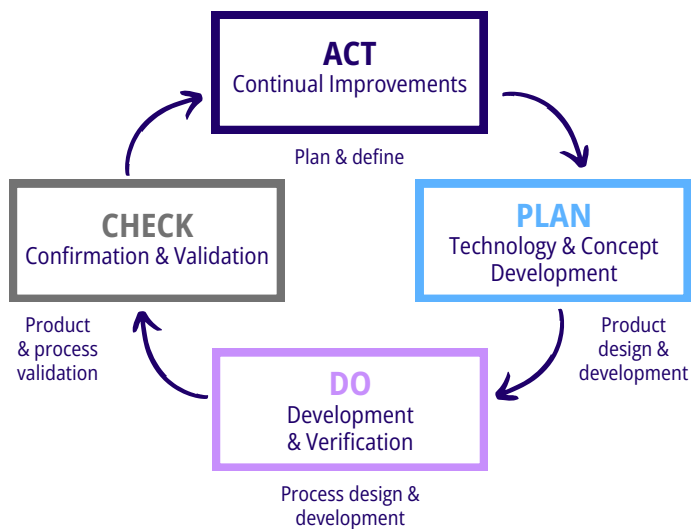 ACT
Continual Improvements
Plan & define
CHECK
Confirmation & Validation
PLAN
Technology & Concept
Development
Product
& process
validation
Product
design &
development
DO
Development
& Verification
Process design &
development